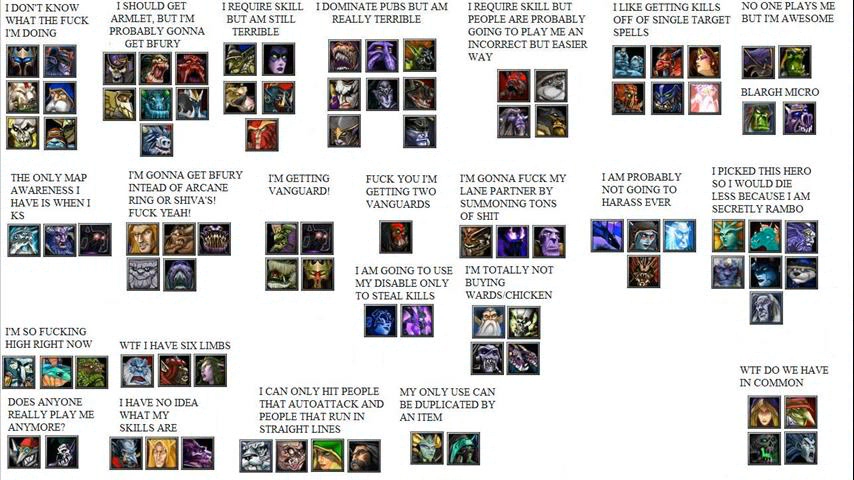 I DON'T KNOW
WHAT THE FUCK
I'M DOING
I SHOULD GET
ARMLET, BUT I'M
PROBABLY GONNA
GET BFURY
I REQUIRE SKILL
BUT AM STILL
TERRIBLE
I DOMINATE PUBS BUT AM
REALLY TERRIBLE
I REQUIRE SKILL BUT
PEOPLE ARE PROBABLY
GOING TO PLAY ME AN
INCORRECT BUT EASIER
WAY
I LIKE GETTING KILLS
OFF OF SINGLE TARGET
SPELLS
NO ONE PLAYS ME
BUT I'M AWESOME
BLARGH MICRO
THE ONLY MAP
AWARENESS I
HAVE IS WHEN I
KS
I'M GONNA GET BFURY
INTEAD OF ARCANE
RING OR SHIVA'S!
FUCK YEAH!
I'M GETTING
VANGUARD!
FUCK YOU I'M
GETTING TWO
VANGUARDS
I'M GONNA FUCK MY
LANE PARTNER BY
SUMMONING TONS
OF SHIT
I AM PROBABLY
NOT GOING TO
HARASS EVER
I PICKED THIS HERO
SO I WOULD DIE
LESS BECAUSE I AM
SECRETLY RAMBO
I AM GOING TO USE
MY DISABLE ONLY
TO STEAL KILLS
I'M TOTALLY NOT
BUYING
WARDS/CHICKEN
I'M SO FUCKING
HIGH RIGHT NOW
WTF I HAVE SIX LIMBS
DOES ANYONE
REALLY PLAY ME
ANYMORE?
I HAVE NO IDEA
WHAT MY
SKILLS ARE
I CAN ONLY HIT PEOPLE
THAT AUTOATTACK AND
PEOPLE THAT RUN IN
STRAIGHT LINES
MY ONLY USE CAN
BE DUPLICATED BY
AN ITEM
WTF DO WE HAVE
IN COMMON